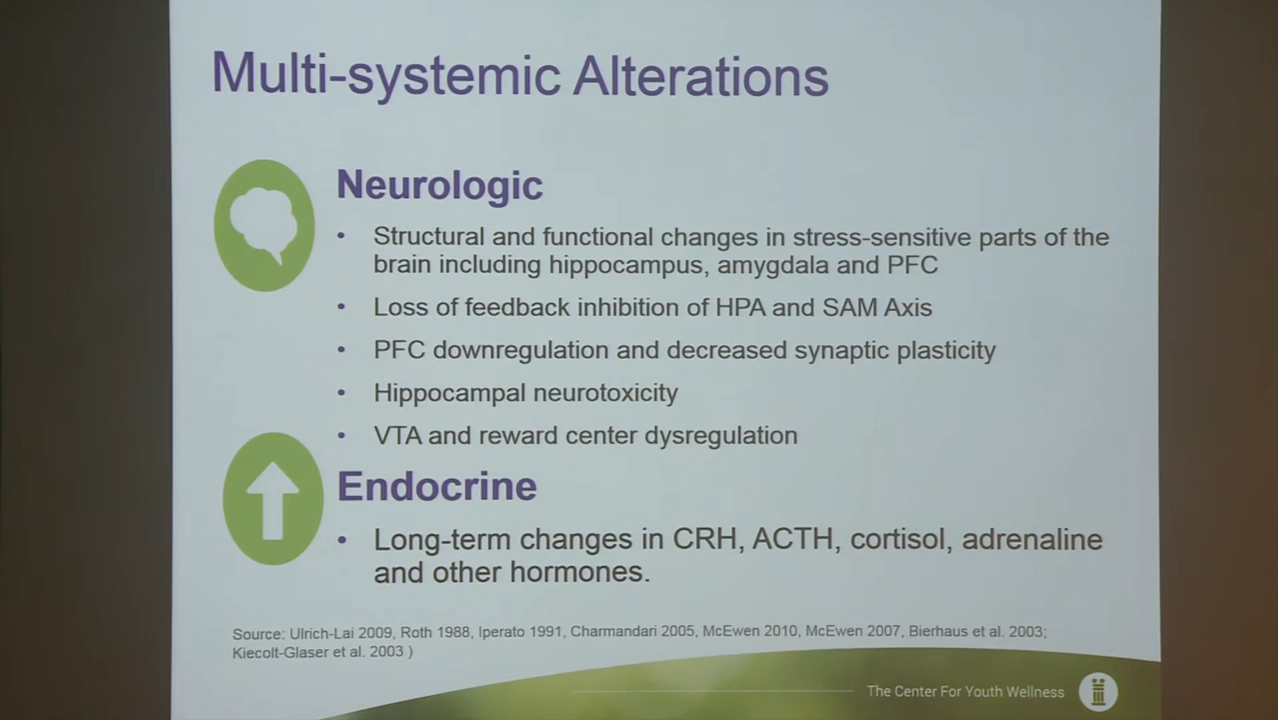 Multi-systemic Alterations
Neurologic
• Structural and functional changes in stress-sensitive parts of the
brain including hippocampus, amygdala and PFC
• Loss of feedback inhibition of HPA and SAM Axis
• PFC downregulation and decreased synaptic plasticity
• Hippocampal neurotoxicity
• VTA and reward center dysregulation
Endocrine
• Long-term changes in CRH, ACTH, cortisol, adrenaline
and other hormones.
Source: Ulrich-Lai 2009, Roth 1988, Iperato 1991, Charmandari 2005, McEwen 2010, McEwen 2007, Bierhaus et al. 2003;
Kiecolt-Glaser et al. 2003 )
The Center For Youth Wellness